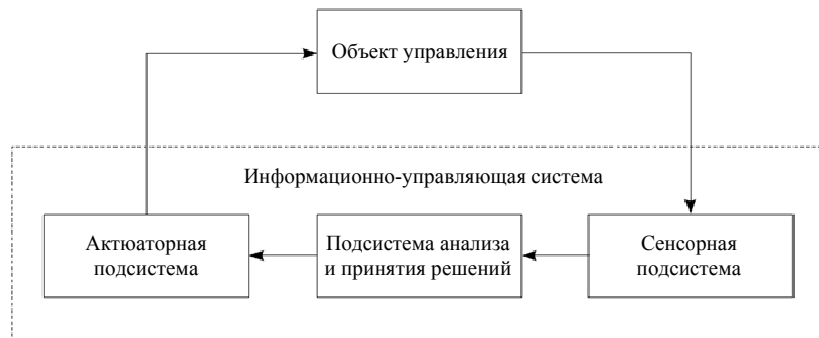 Объект управления
Информационно-управляющая система
Актюаторная
подсистема
Подсистема анализа
и принятия решений
Сенсорная
подсистема